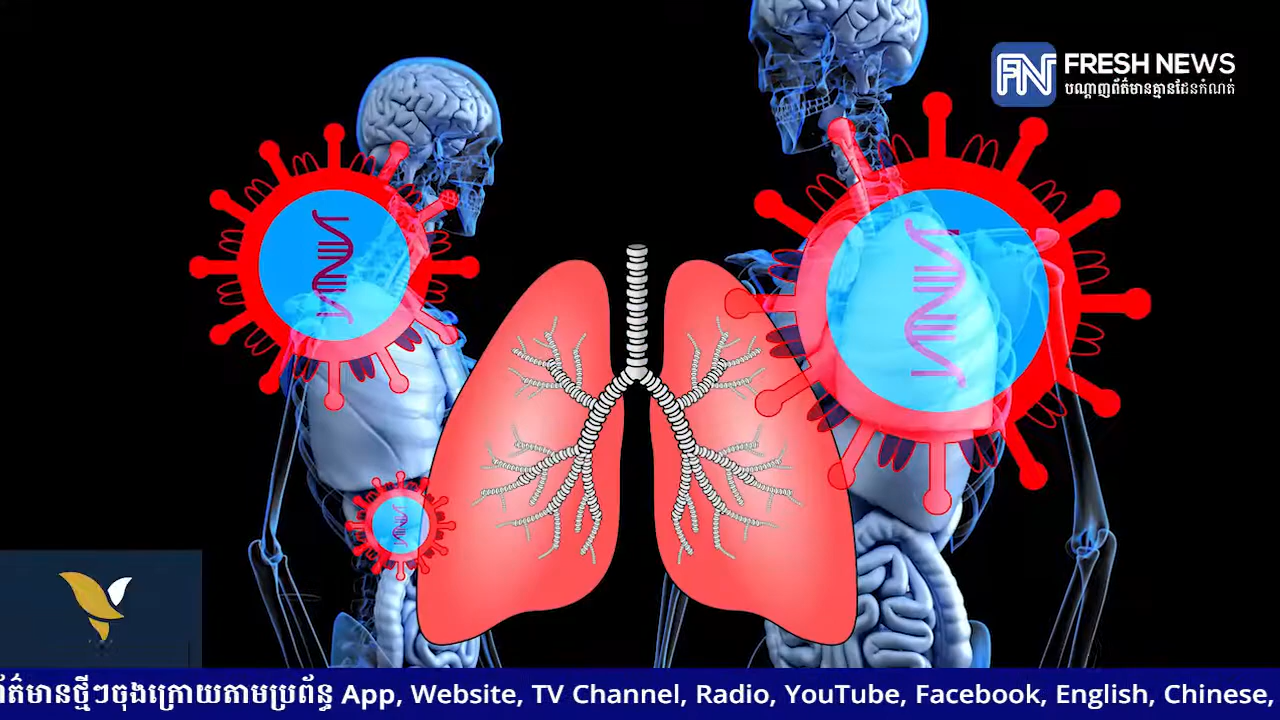 FN FRESH NEWS
បណ្ដាញព័ត៌មានគ្មានដែនកំណត់
ព័ត៌មានថ្មីៗចុងក្រោយតាមប្រព័ន្ធ App, Website, TV Channel, Radio, YouTube, Facebook, English, Chinese,